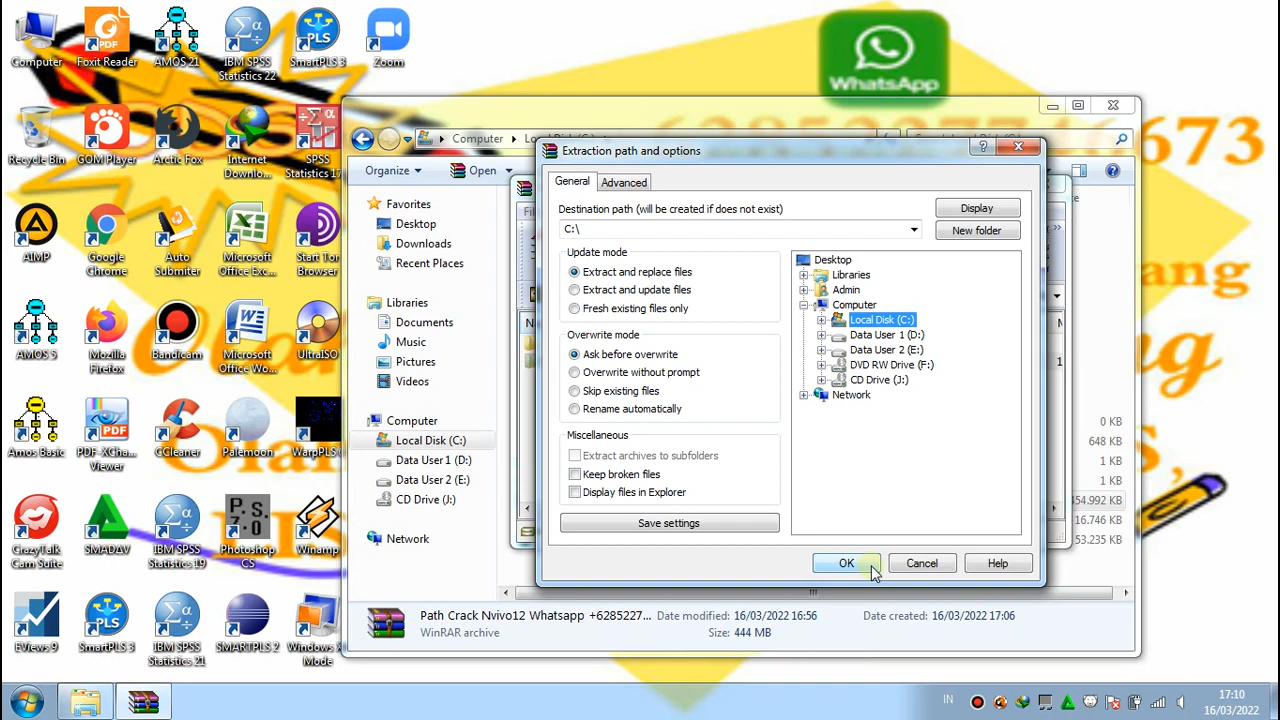 Computer
Foxit Reader
AMOS 21
IBM SPSS
Statistics 22
SmartPLS 3
Zoom
WhatsApp
673
Recycle Bin
GOM Player
Arctic Fox
Internet
Downlo...
SPSS
Statistics 17
AIMP
Google
Chrome
Auto
Submiter
Microsoft
Office Exc...
Start Tor
Browser
AMOS 5
Mozilla
Firefox
Bandicam
Microsoft
Office Wo...
UltraISO
Amos Basic
PDF-XCha...
Viewer
CCleaner
Palemoon
WarpPLS
CrazyTalk
Cam Suite
SMADΔV
IBM SPSS
Statistics 19
Photoshop
CS
Winamp
EViews 9
SmartPLS 3
IBM SPSS
Statistics 21
SMARTPLS 2
Windows X
Mode
Computer
Organize
Open
Favorites
Desktop
Downloads
Recent Places
Libraries
Documents
Music
Pictures
Videos
Computer
Local Disk (C:)
Data User 1 (D:)
Data User 2 (E:)
CD Drive (J:)
Network
Extraction path and options
General
Advanced
Destination path (will be created if does not exist)
C:\
Display
New folder
Update mode
Extract and replace files
Extract and update files
Fresh existing files only
Overwrite mode
Ask before overwrite
Overwrite without prompt
Skip existing files
Rename automatically
Miscellaneous
Extract archives to subfolders
Keep broken files
Display files in Explorer
Save settings
Desktop
Libraries
Admin
Computer
Local Disk (C:)
Data User 1 (D:)
Data User 2 (E:)
DVD RW Drive (F:)
CD Drive (J:)
Network
OK
Cancel
Help
0 KB
648 KB
1 KB
1 KB
454.992 KB
16.746 KB
53.235 KB
Path Crack Nvivo12 Whatsapp +6285227...
Date modified: 16/03/2022 16:56
Date created: 16/03/2022 17:06
WinRAR archive
Size: 444 MB
IN
17:10
16/03/2022